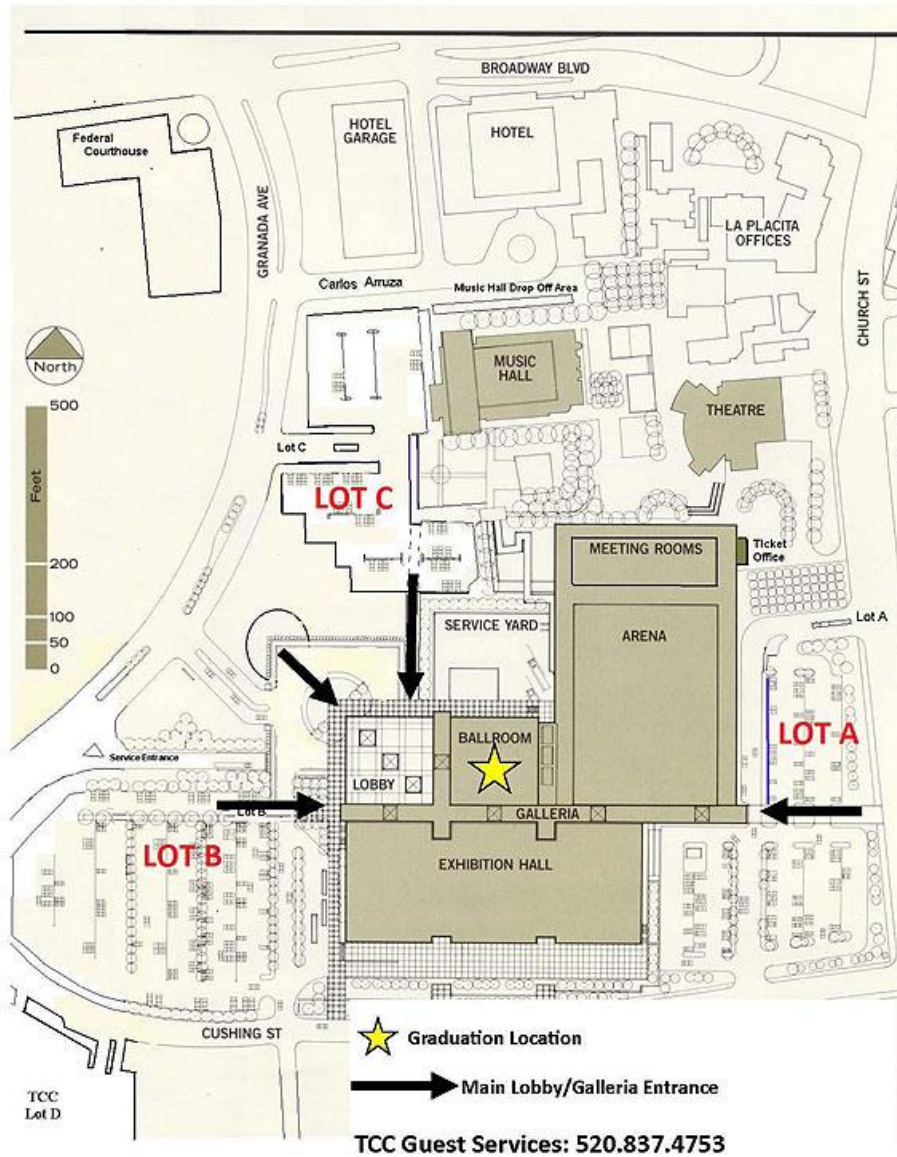 BROADWAY BLVD
HOTEL
GARAGE
HOTEL
Federal
Courthouse
GRANADA AVE
LA PLACITA
OFFICES
CHURCH ST
Carlos Arruza
Music Hall Drop Off Area
North
MUSIC
HALL
THEATRE
500
Feet
200
100
50
0
Lot C
LOT C
MEETING ROOMS
Ticket
Office
SERVICE YARD
ARENA
Lot A
LOT A
BALLROOM
LOBBY
Service Entrance
GALLERIA
Lot B
LOT B
EXHIBITION HALL
CUSHING ST
TCC
Lot D
Graduation Location
Main Lobby/Galleria Entrance
TCC Guest Services: 520.837.4753